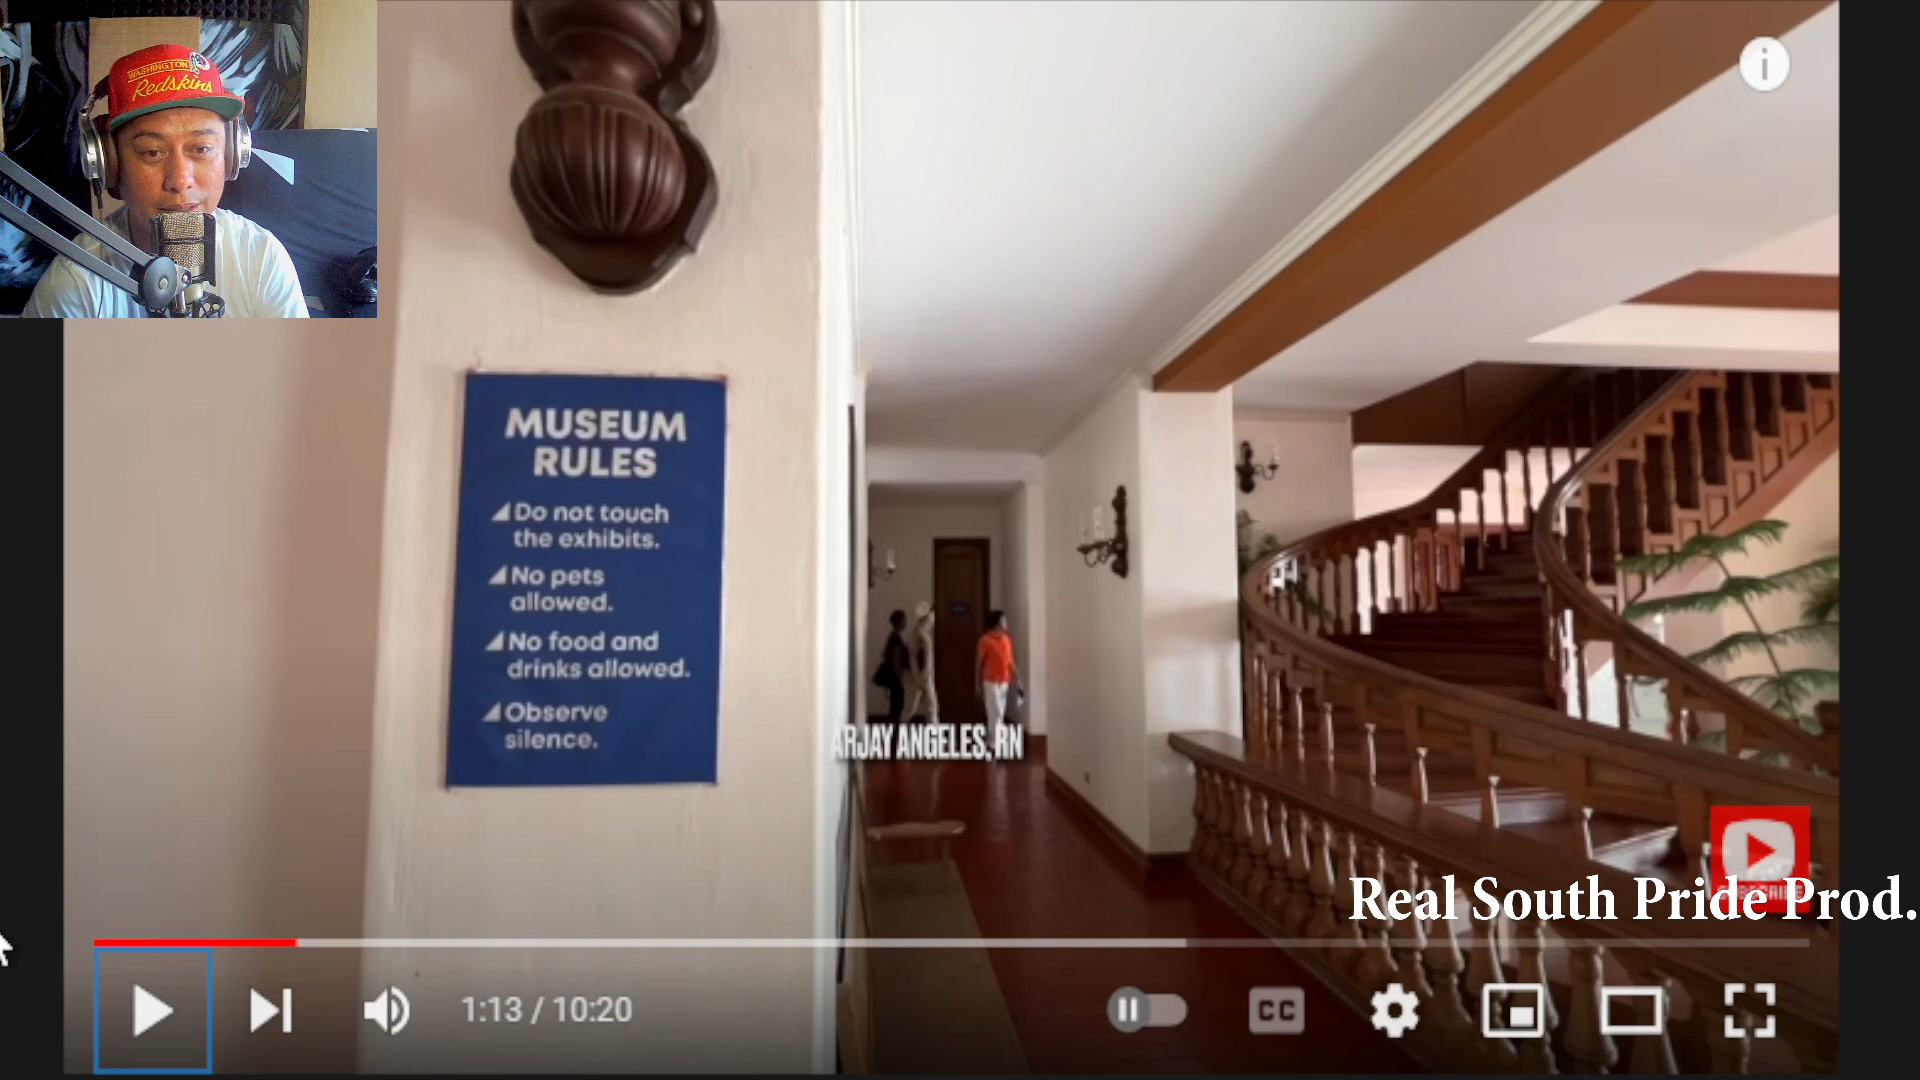 WASHINGTON
Redskins
MUSEUM
RULES
Do not touch
the exhibits.
No pets
allowed.
No food and
drinks allowed.
Observe
silence.
ARJAY ANGELES, RN
SUBSCRIBE
Real South Pride Prod.
1:13 / 10:20
CC